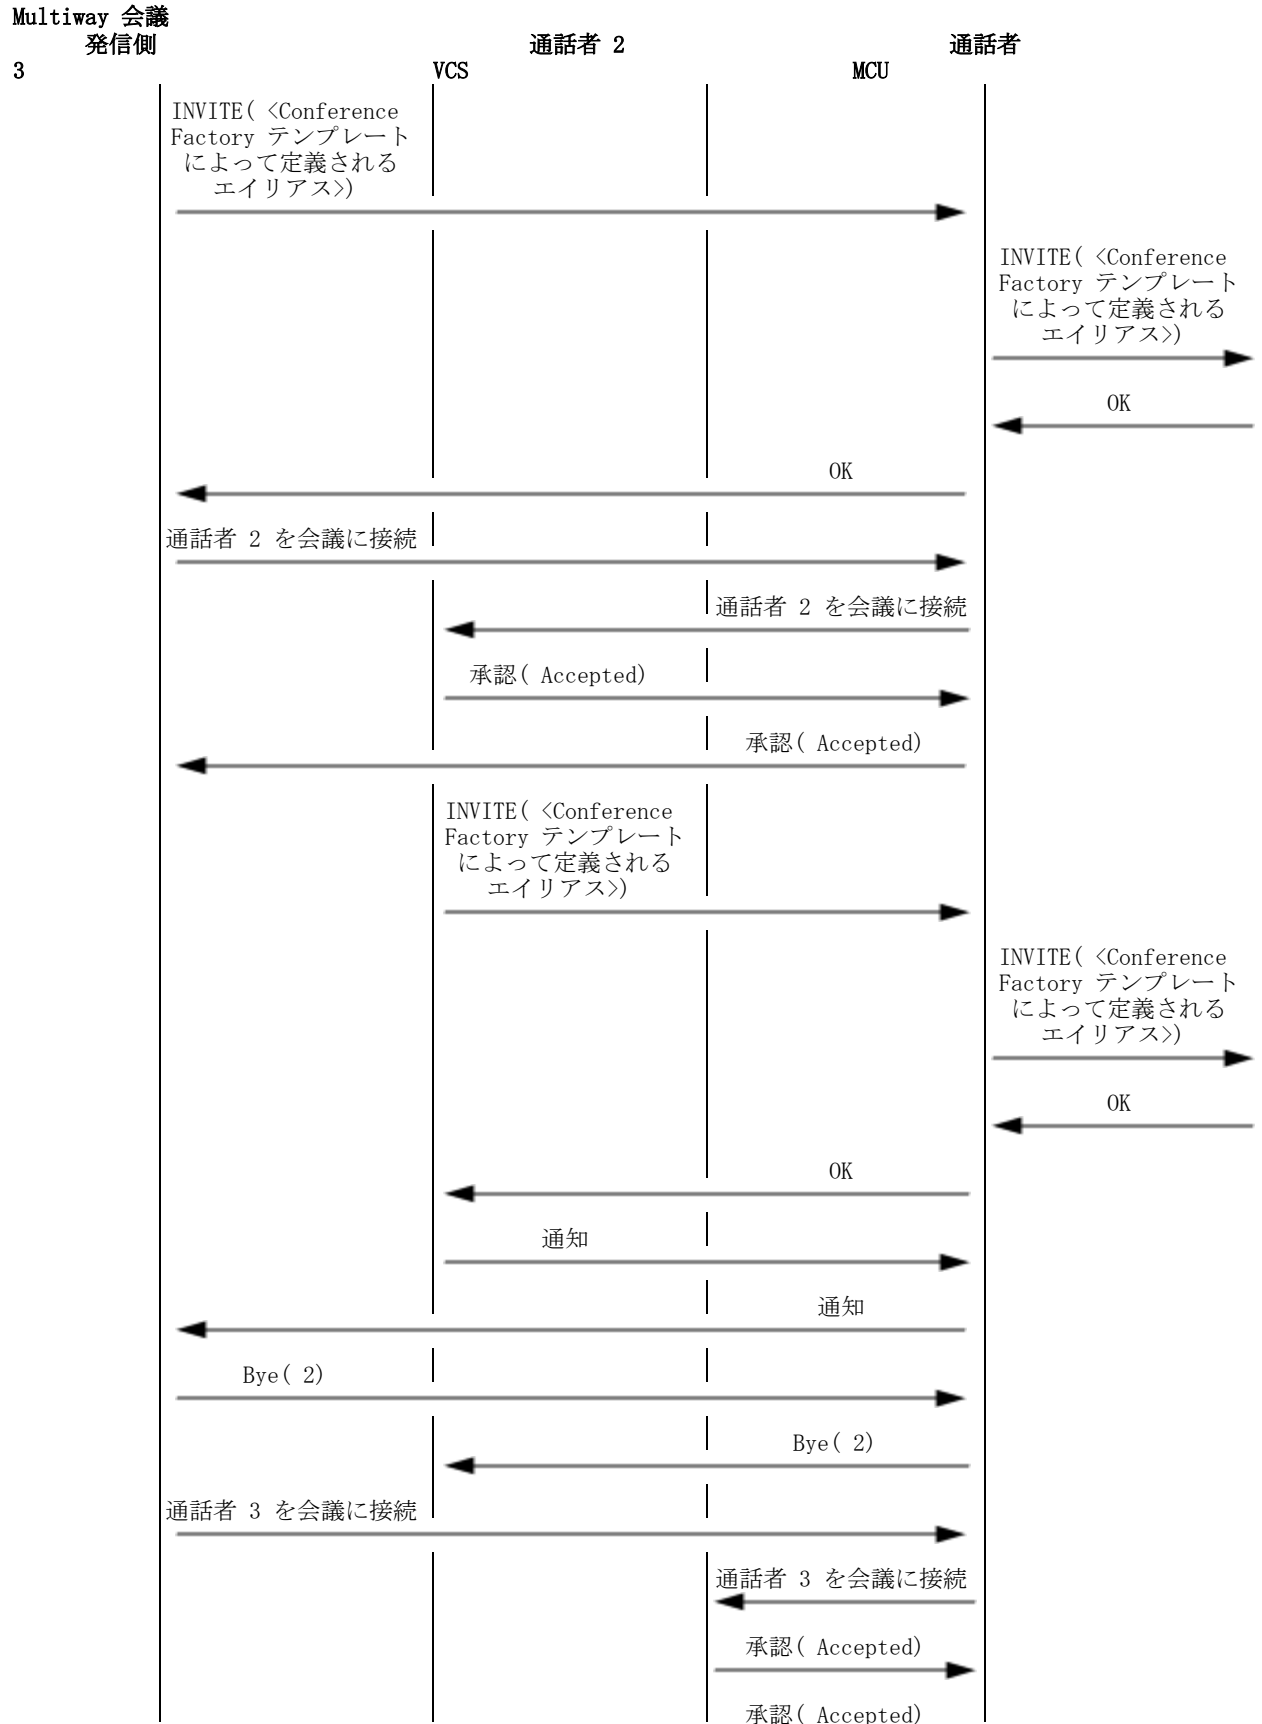 Multiway 会議
発信側 通話者 2 通話者
3 VCS MCU
INVITE( <Conference
Factory テンプレート
によって定義される
エイリアス>)
INVITE( <Conference
Factory テンプレート
によって定義される
エイリアス>)
OK
OK
通話者 2 を会議に接続
通話者 2 を会議に接続
承認( Accepted)
承認( Accepted)
INVITE( <Conference
Factory テンプレート
によって定義される
エイリアス>)
INVITE( <Conference
Factory テンプレート
によって定義される
エイリアス>)
OK
OK
通知
通知
Bye( 2)
Bye( 2)
通話者 3 を会議に接続
通話者 3 を会議に接続
承認( Accepted)
承認( Accepted)